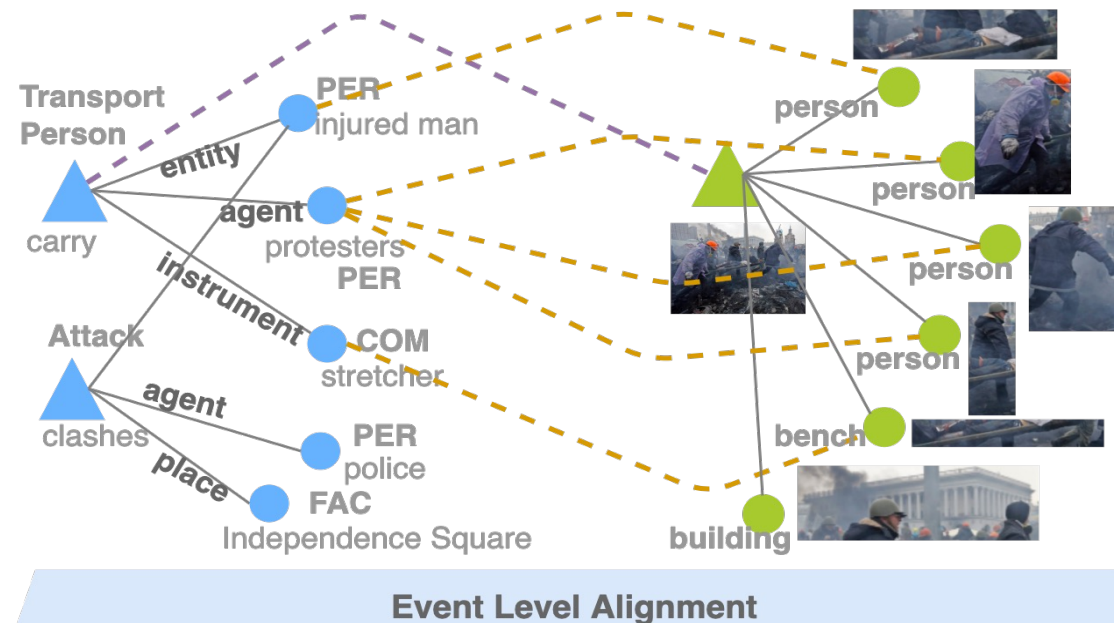 Transport
Person
carry
entity
PER
injured man
agent
protesters
PER
instrument
COM
stretcher
Attack
clashes
agent
PER
police
place
FAC
Independence Square
person
person
person
person
bench
building
Event Level Alignment